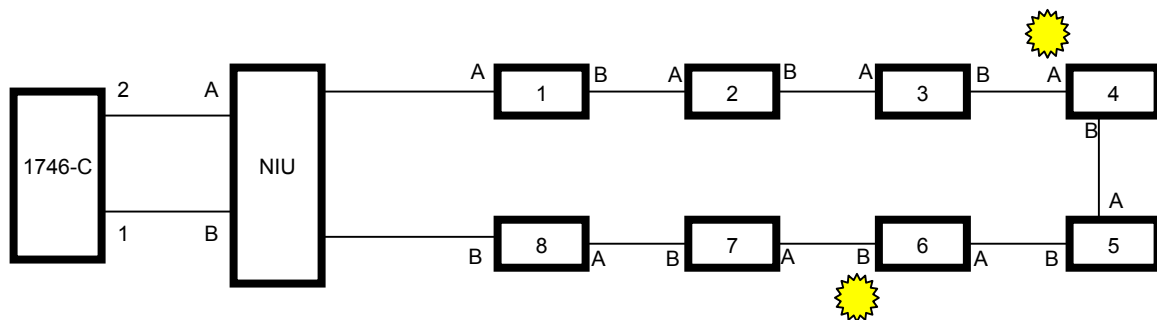 2 A
A B A B A B A
1 2 3 4
B
1746-C NIU
A
1 B
B 8 A B 7 A B 6 A B 5